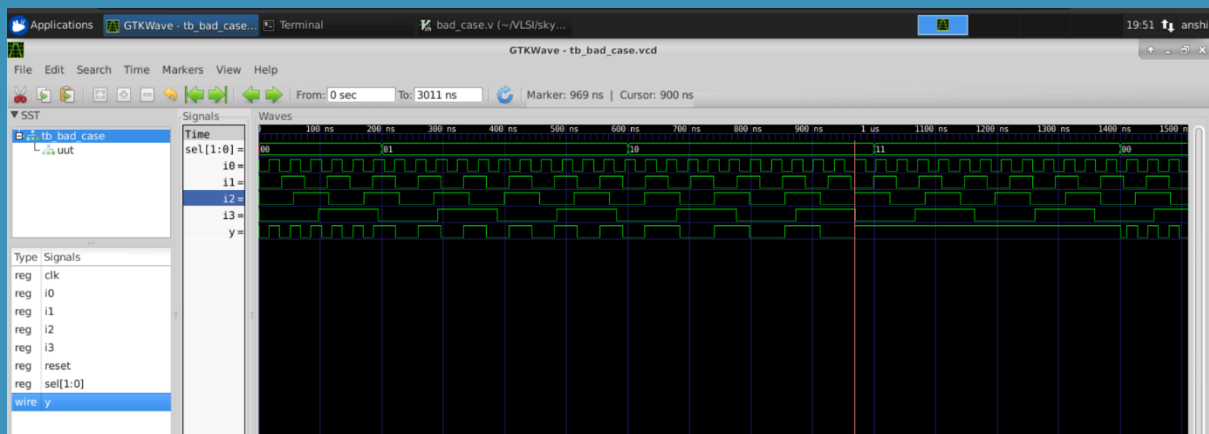 Applications GTKWave - tb_bad_case... Terminal bad_case.v (~/VLSI/sky... 19:51 anshi
GTKWave - tb_bad_case.vcd
File Edit Search Time Markers View Help
From: 0 sec To: 3011 ns Marker: 969 ns | Cursor: 900 ns
SST Signals Waves
tb_bad_case Time 100 ns 200 ns 300 ns 400 ns 500 ns 600 ns 700 ns 800 ns 900 ns 1 us 1100 ns 1200 ns 1300 ns 1400 ns 1500 n
uut sel[1:0] = 00 01 10 11 00
i0 =
i1 =
i2 =
i3 =
y =
Type Signals
reg clk
reg i0
reg i1
reg i2
reg i3
reg reset
reg sel[1:0]
wire y